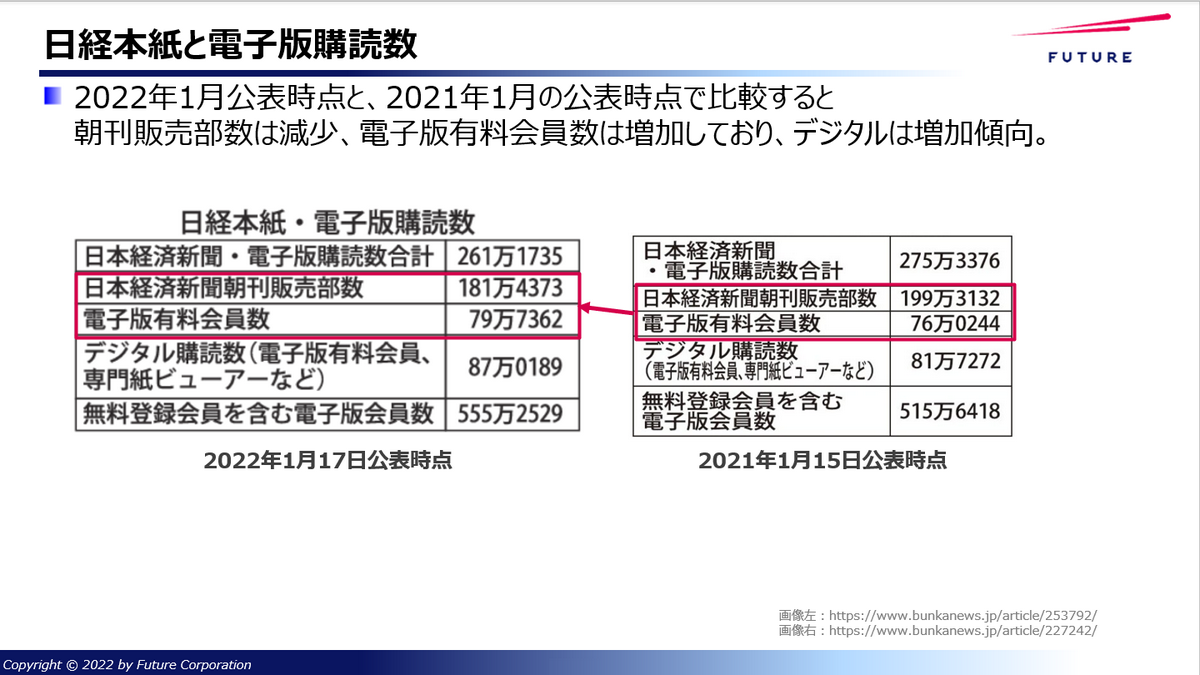 日経本紙と電子版購読数
FUTURE
2022年1月公表時点と、2021年1月の公表時点で比較すると
朝刊販売部数は減少、電子版有料会員数は増加しており、デジタルは増加傾向。
日経本紙・電子版購読数
日本経済新聞・電子版購読数合計 261万1735
日本経済新聞朝刊販売部数 181万4373
電子版有料会員数 79万7362
デジタル購読数（電子版有料会員、
専門紙ビューアーなど） 87万0189
無料登録会員を含む電子版会員数 555万2529
2022年1月17日公表時点
日本経済新聞
・電子版購読数合計 275万3376
日本経済新聞朝刊販売部数 199万3132
電子版有料会員数 76万0244
デジタル購読数
（電子版有料会員、専門紙ビューアーなど） 81万7272
無料登録会員を含む
電子版会員数 515万6418
2021年1月15日公表時点
画像左：https://www.bunkanews.jp/article/253792/
画像右：https://www.bunkanews.jp/article/227242/
Copyright © 2022 by Future Corporation